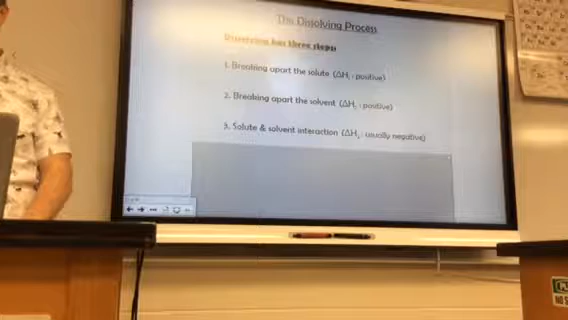 The Dissolving Process
Dissolving has three steps
1. Breaking apart the solute (ΔH₁ : positive)
2. Breaking apart the solvent (ΔH₂ : positive)
3. Solute & solvent interaction (ΔH₃ : usually negative)
NO S